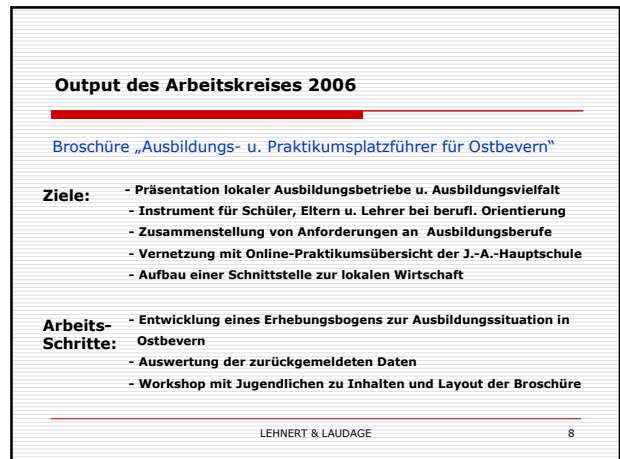 Output des Arbeitskreises 2006
Broschüre „Ausbildungs- u. Praktikumsplatzführer für Ostbevern“
Ziele: - Präsentation lokaler Ausbildungsbetriebe u. Ausbildungsvielfalt
- Instrument für Schüler, Eltern u. Lehrer bei berufl. Orientierung
- Zusammenstellung von Anforderungen an Ausbildungsberufe
- Vernetzung mit Online-Praktikumsübersicht der J.-A.-Hauptschule
- Aufbau einer Schnittstelle zur lokalen Wirtschaft
Arbeits- - Entwicklung eines Erhebungsbogens zur Ausbildungssituation in
Schritte: Ostbevern
- Auswertung der zurückgemeldeten Daten
- Workshop mit Jugendlichen zu Inhalten und Layout der Broschüre
LEHNERT & LAUDAGE 8